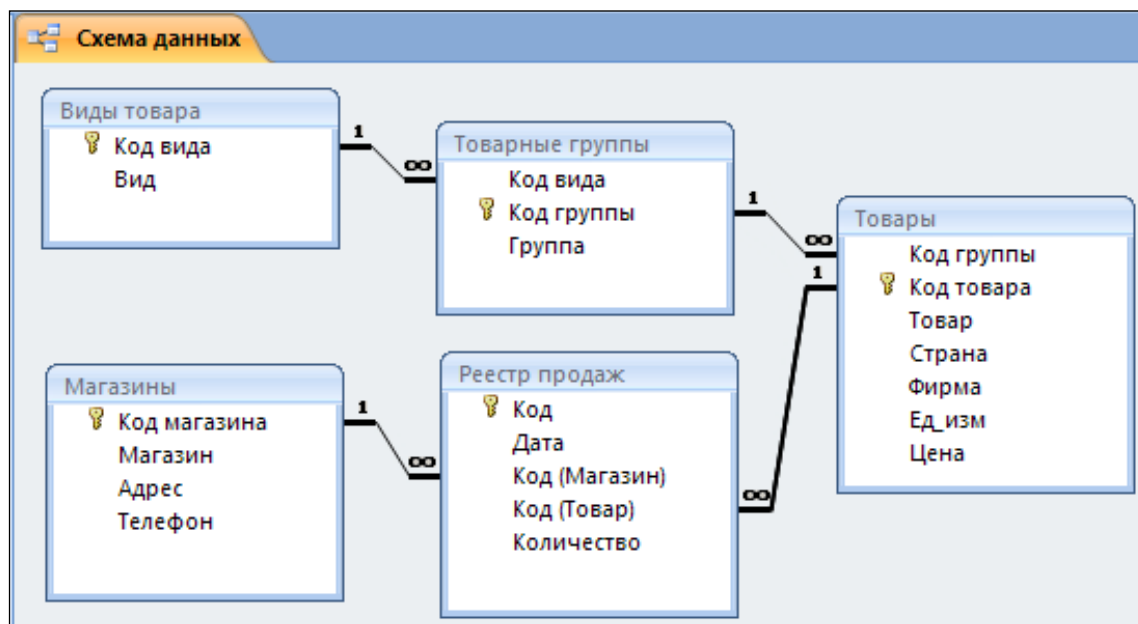 Схема данных
Виды товара
Код вида
Вид
1
∞
Товарные группы
Код вида
Код группы
Группа
1
∞
Товары
Код группы
1
Код товара
Товар
Страна
Фирма
Ед_изм
Цена
Магазины
Код магазина
Магазин
Адрес
Телефон
1
∞
Реестр продаж
Код
Дата
Код (Магазин)
Код (Товар)
Количество
∞